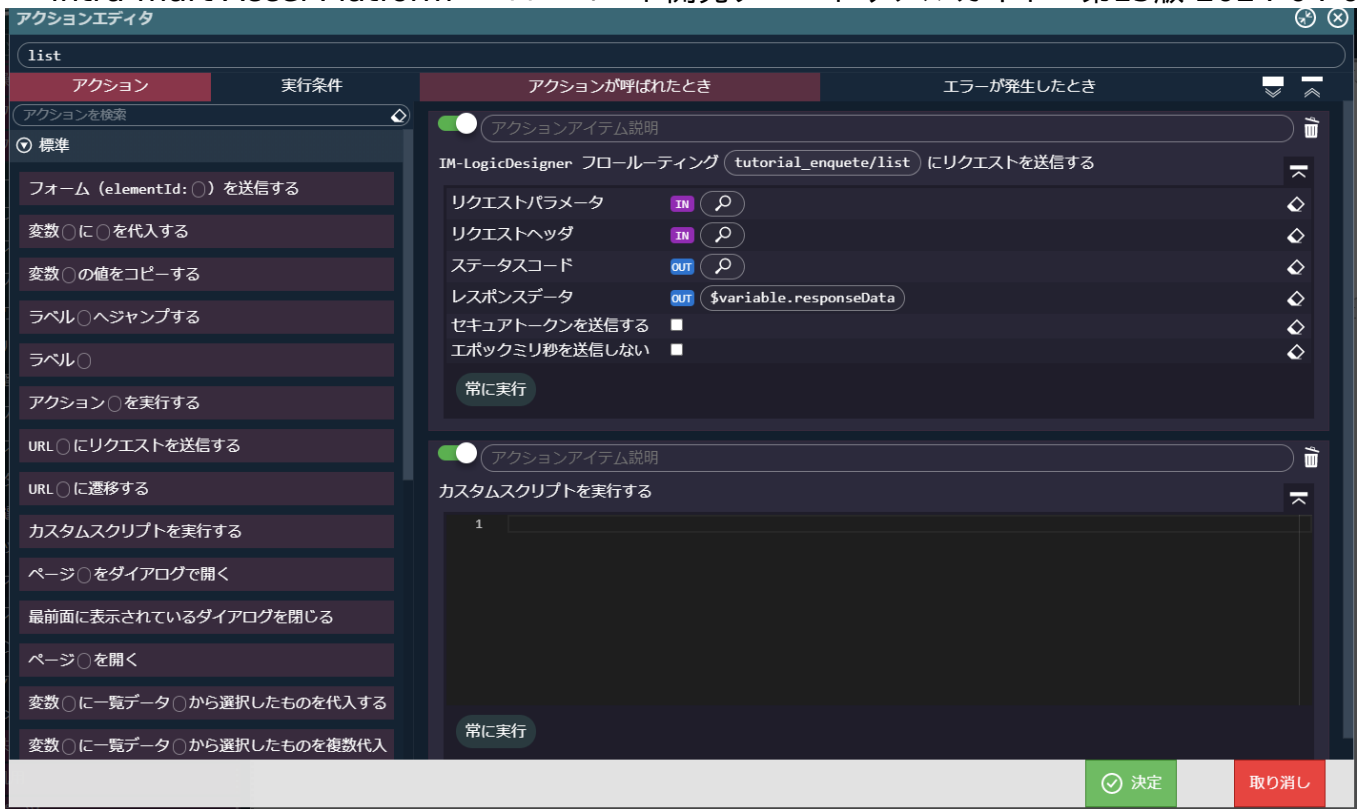 アクションエディタ
list
アクション 実行条件 アクションが呼ばれたとき エラーが発生したとき
アクションを検索
標準
フォーム (elementId:○) を送信する
変数○に○を代入する
変数○の値をコピーする
ラベル○へジャンプする
ラベル○
アクション○を実行する
URL○にリクエストを送信する
URL○に遷移する
カスタムスクリプトを実行する
ページ○をダイアログで開く
最前面に表示されているダイアログを閉じる
ページ○を開く
変数○に一覧データ○から選択したものを代入する
変数○に一覧データ○から選択したものを複数代入
アクションアイテム説明
IM-LogicDesigner フロールーティング tutorial_enquete/list にリクエストを送信する
リクエストパラメータ IN
リクエストヘッダ IN
ステータスコード OUT
レスポンスデータ OUT $variable.responseData
セキュアトークンを送信する
エポックミリ秒を送信しない
常に実行
アクションアイテム説明
カスタムスクリプトを実行する
1
常に実行
決定 取り消し